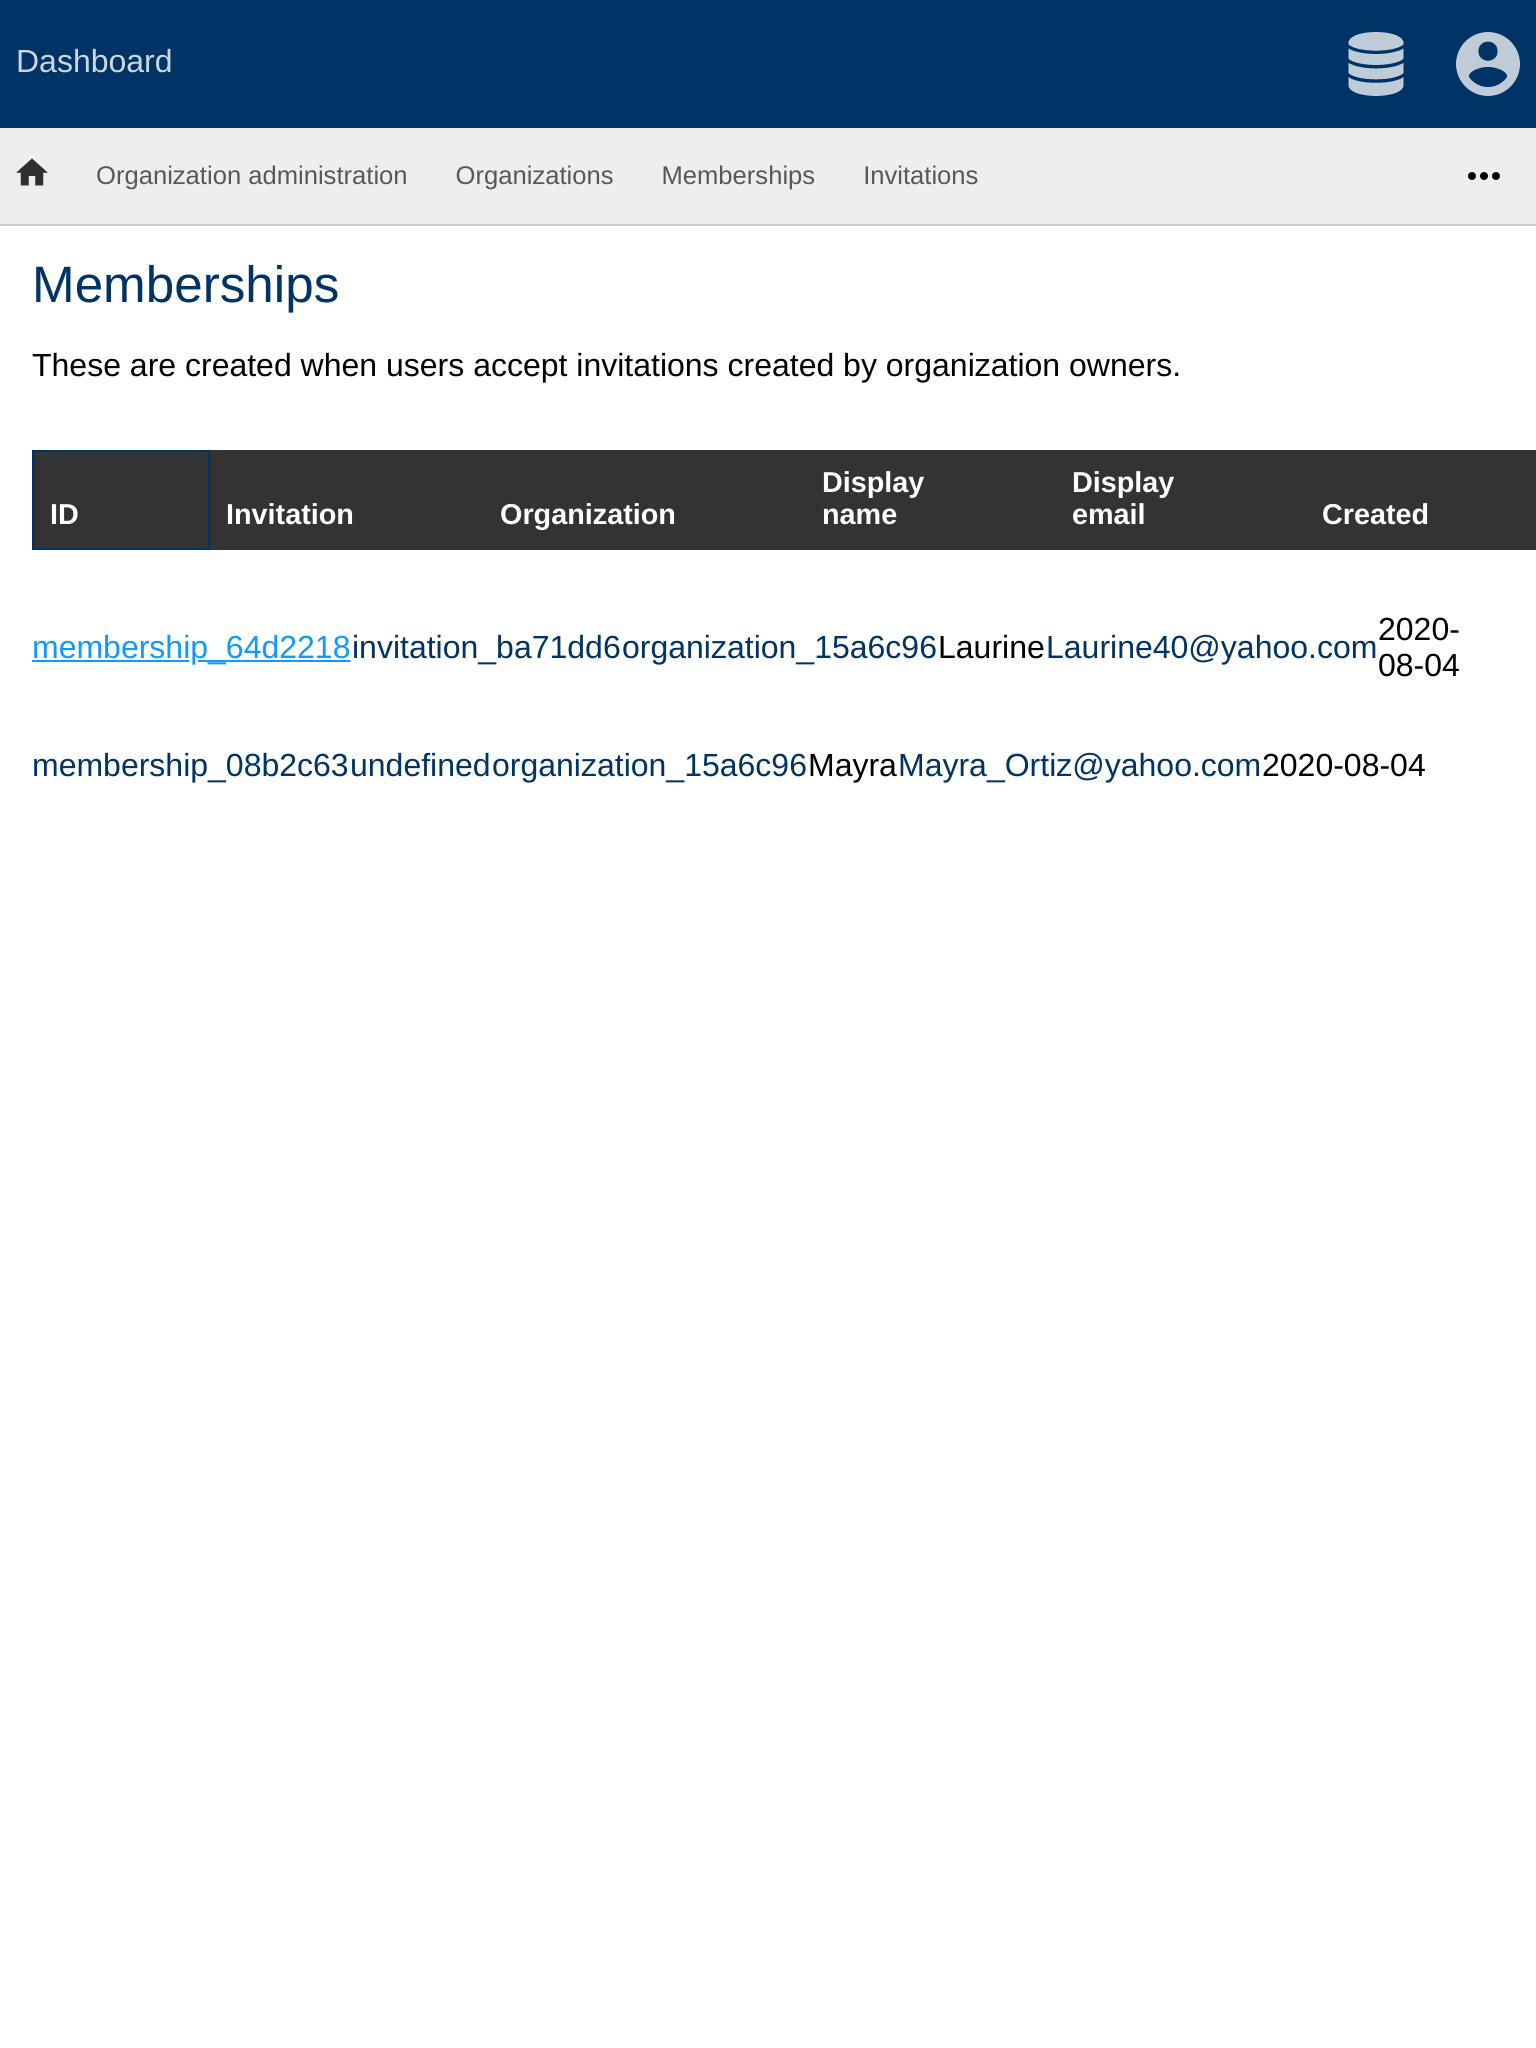 Dashboard
Organization administration Organizations Memberships Invitations
Memberships
These are created when users accept invitations created by organization owners.
ID Invitation Organization Display name Display email Created
membership_64d2218 invitation_ba71dd6 organization_15a6c96 Laurine Laurine40@yahoo.com 2020-08-04
membership_08b2c63 undefined organization_15a6c96 Mayra Mayra_Ortiz@yahoo.com 2020-08-04